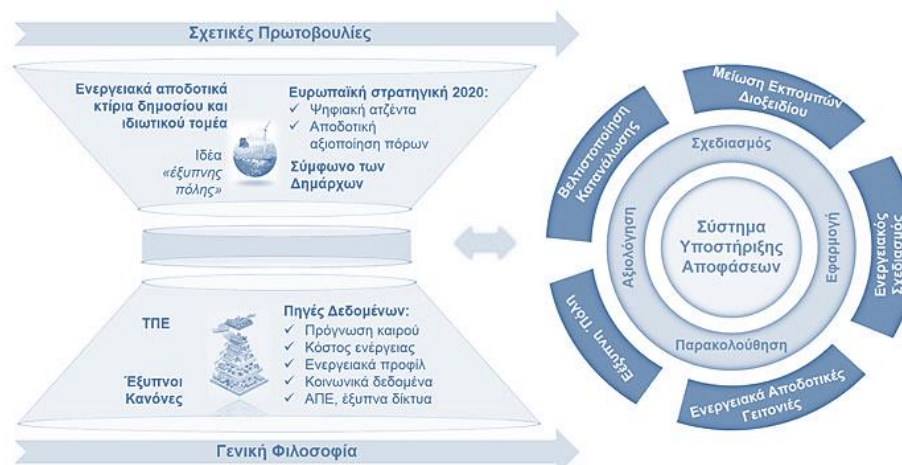 Σχετικές Πρωτοβουλίες
Ενεργειακά αποδοτικά
κτίρια δημοσίου και
ιδιωτικού τομέα
Ιδέα
«έξυπνης
πόλης»
Ευρωπαϊκή στρατηγική 2020:
✓ Ψηφιακή ατζέντα
✓ Αποδοτική
αξιοποίηση πόρων
Σύμφωνο των
Δημάρχων
ΤΠΕ
Έξυπνοι
Κανόνες
Πηγές Δεδομένων:
✓ Πρόγνωση καιρού
✓ Κόστος ενέργειας
✓ Ενεργειακά προφίλ
✓ Κοινωνικά δεδομένα
✓ ΑΠΕ, έξυπνα δίκτυα
Γενική Φιλοσοφία
Μείωση Εκπομπών
Διοξειδίου
Βελτιστοποίηση
Κατανάλωσης
Ενεργειακός
Σχεδιασμός
Έξυπνη Πόλη
Ενεργειακά Αποδοτικές
Γειτονιές
Σχεδιασμός
Αξιολόγηση
Εφαρμογή
Παρακολούθηση
Σύστημα
Υποστήριξης
Αποφάσεων